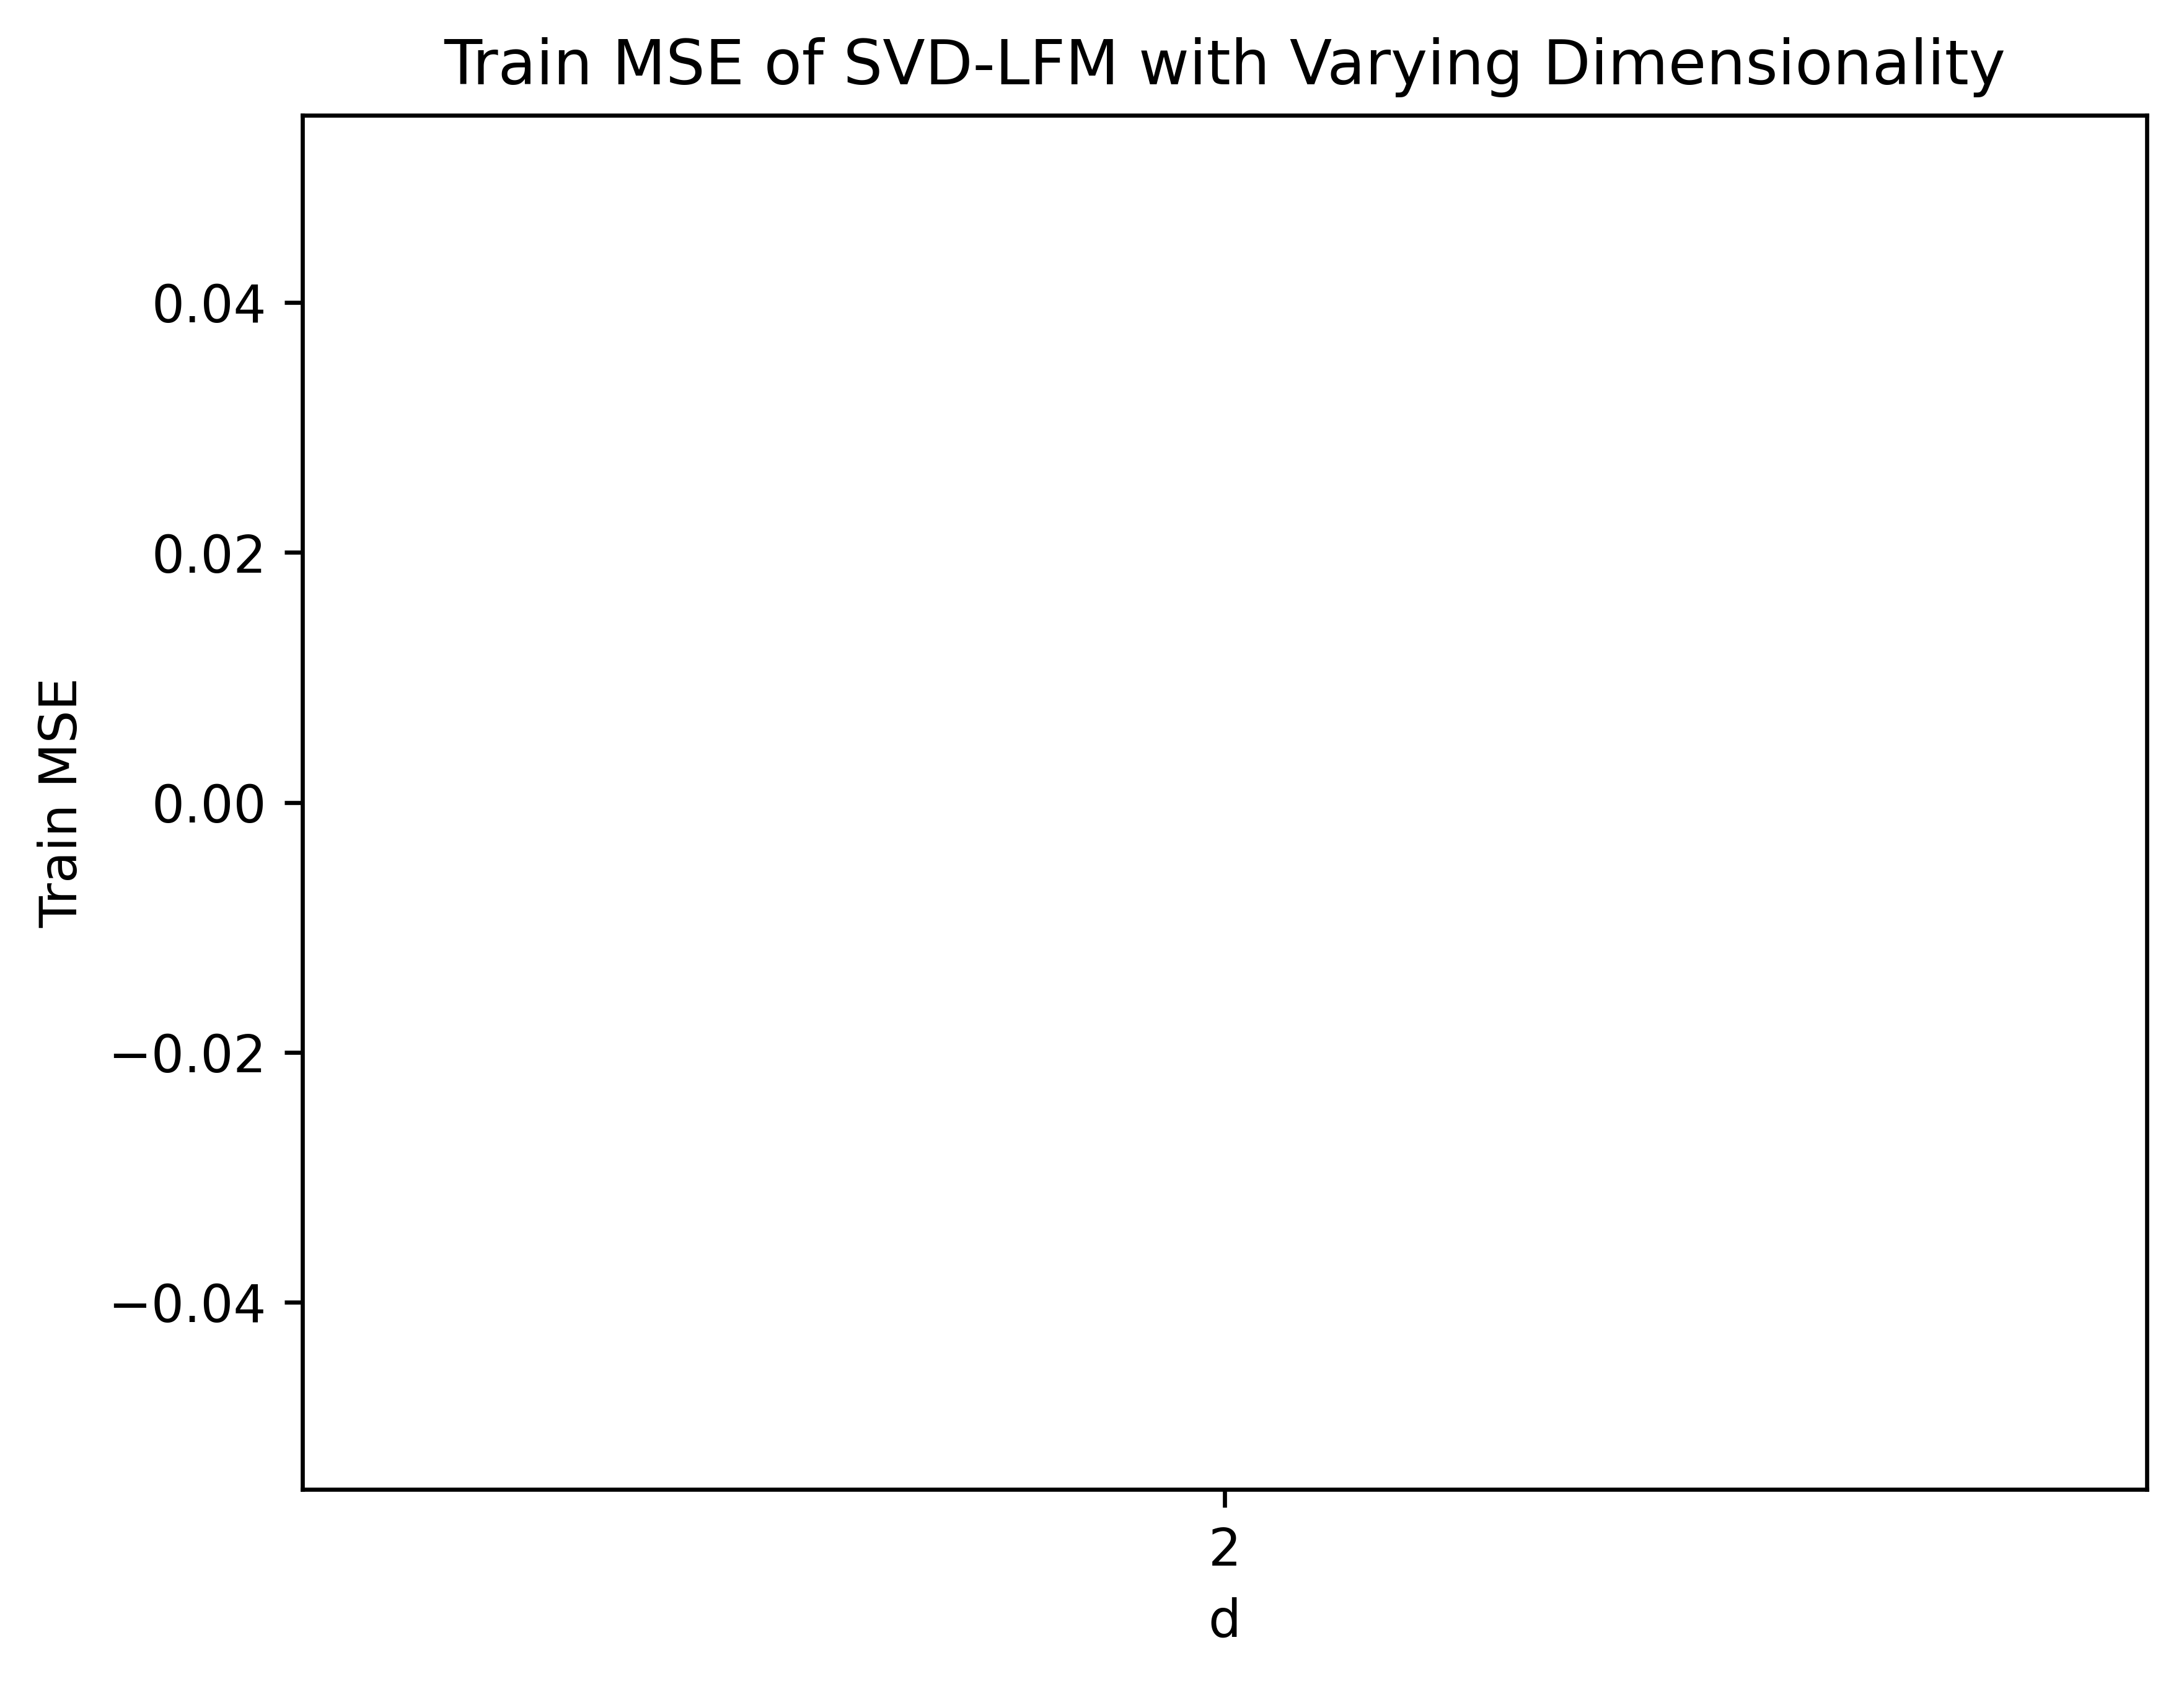 Train MSE of SVD-LFM with Varying Dimensionality
0.04
0.02
0.00
−0.02
−0.04
Train MSE
2
d